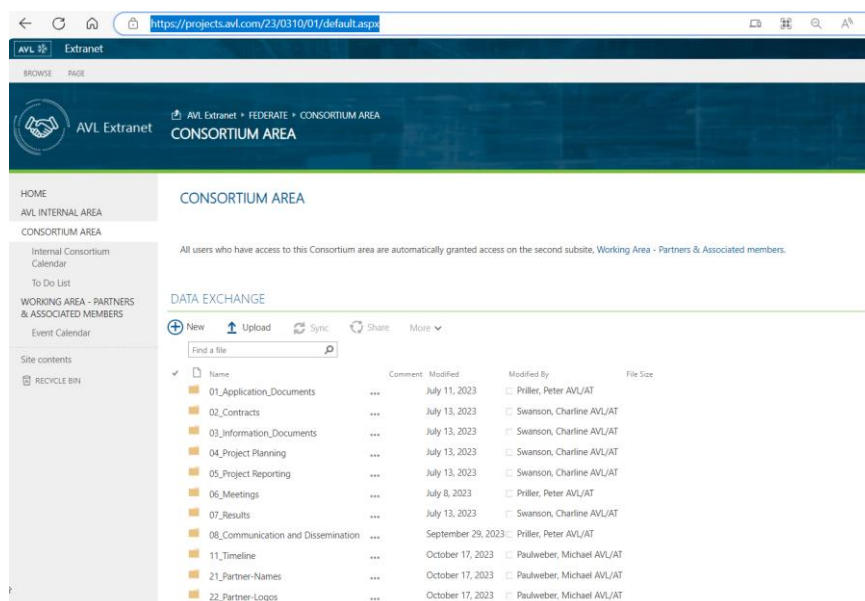 https://projects.avl.com/23/0310/01/default.aspx
AVL Extranet
BROWSE PAGE
AVL Extranet
AVL Extranet ▸ FEDERATE ▸ CONSORTIUM AREA
CONSORTIUM AREA
HOME
AVL INTERNAL AREA
CONSORTIUM AREA
Internal Consortium
Calendar
To Do List
WORKING AREA - PARTNERS
& ASSOCIATED MEMBERS
Event Calendar
Site contents
RECYCLE BIN
CONSORTIUM AREA
All users who have access to this Consortium area are automatically granted access on the second subsite, Working Area - Partners & Associated members.
DATA EXCHANGE
New Upload Sync Share More
Find a file
Name Comment Modified Modified By File Size
01_Application_Documents ... July 11, 2023 Priller, Peter AVL/AT
02_Contracts ... July 13, 2023 Swanson, Charline AVL/AT
03_Information_Documents ... July 13, 2023 Swanson, Charline AVL/AT
04_Project Planning ... July 13, 2023 Swanson, Charline AVL/AT
05_Project Reporting ... July 13, 2023 Swanson, Charline AVL/AT
06_Meetings ... July 8, 2023 Priller, Peter AVL/AT
07_Results ... July 13, 2023 Swanson, Charline AVL/AT
08_Communication and Dissemination ... September 29, 2023 Priller, Peter AVL/AT
11_Timeline ... October 17, 2023 Paulweber, Michael AVL/AT
21_Partner-Names ... October 17, 2023 Paulweber, Michael AVL/AT
22_Partner-Logos ... October 17, 2023 Paulweber, Michael AVL/AT